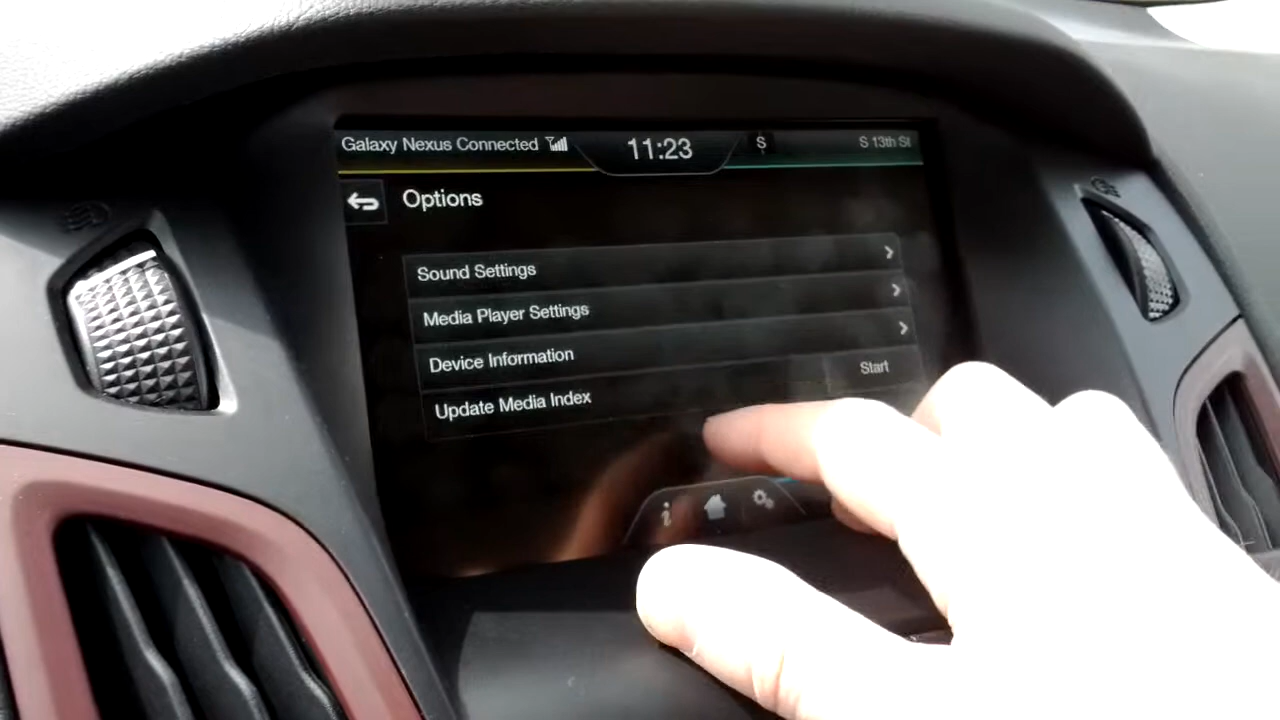 Galaxy Nexus Connected
11:23
S
S 13th St
Options
Sound Settings
Media Player Settings
Device Information
Update Media Index
Start
i